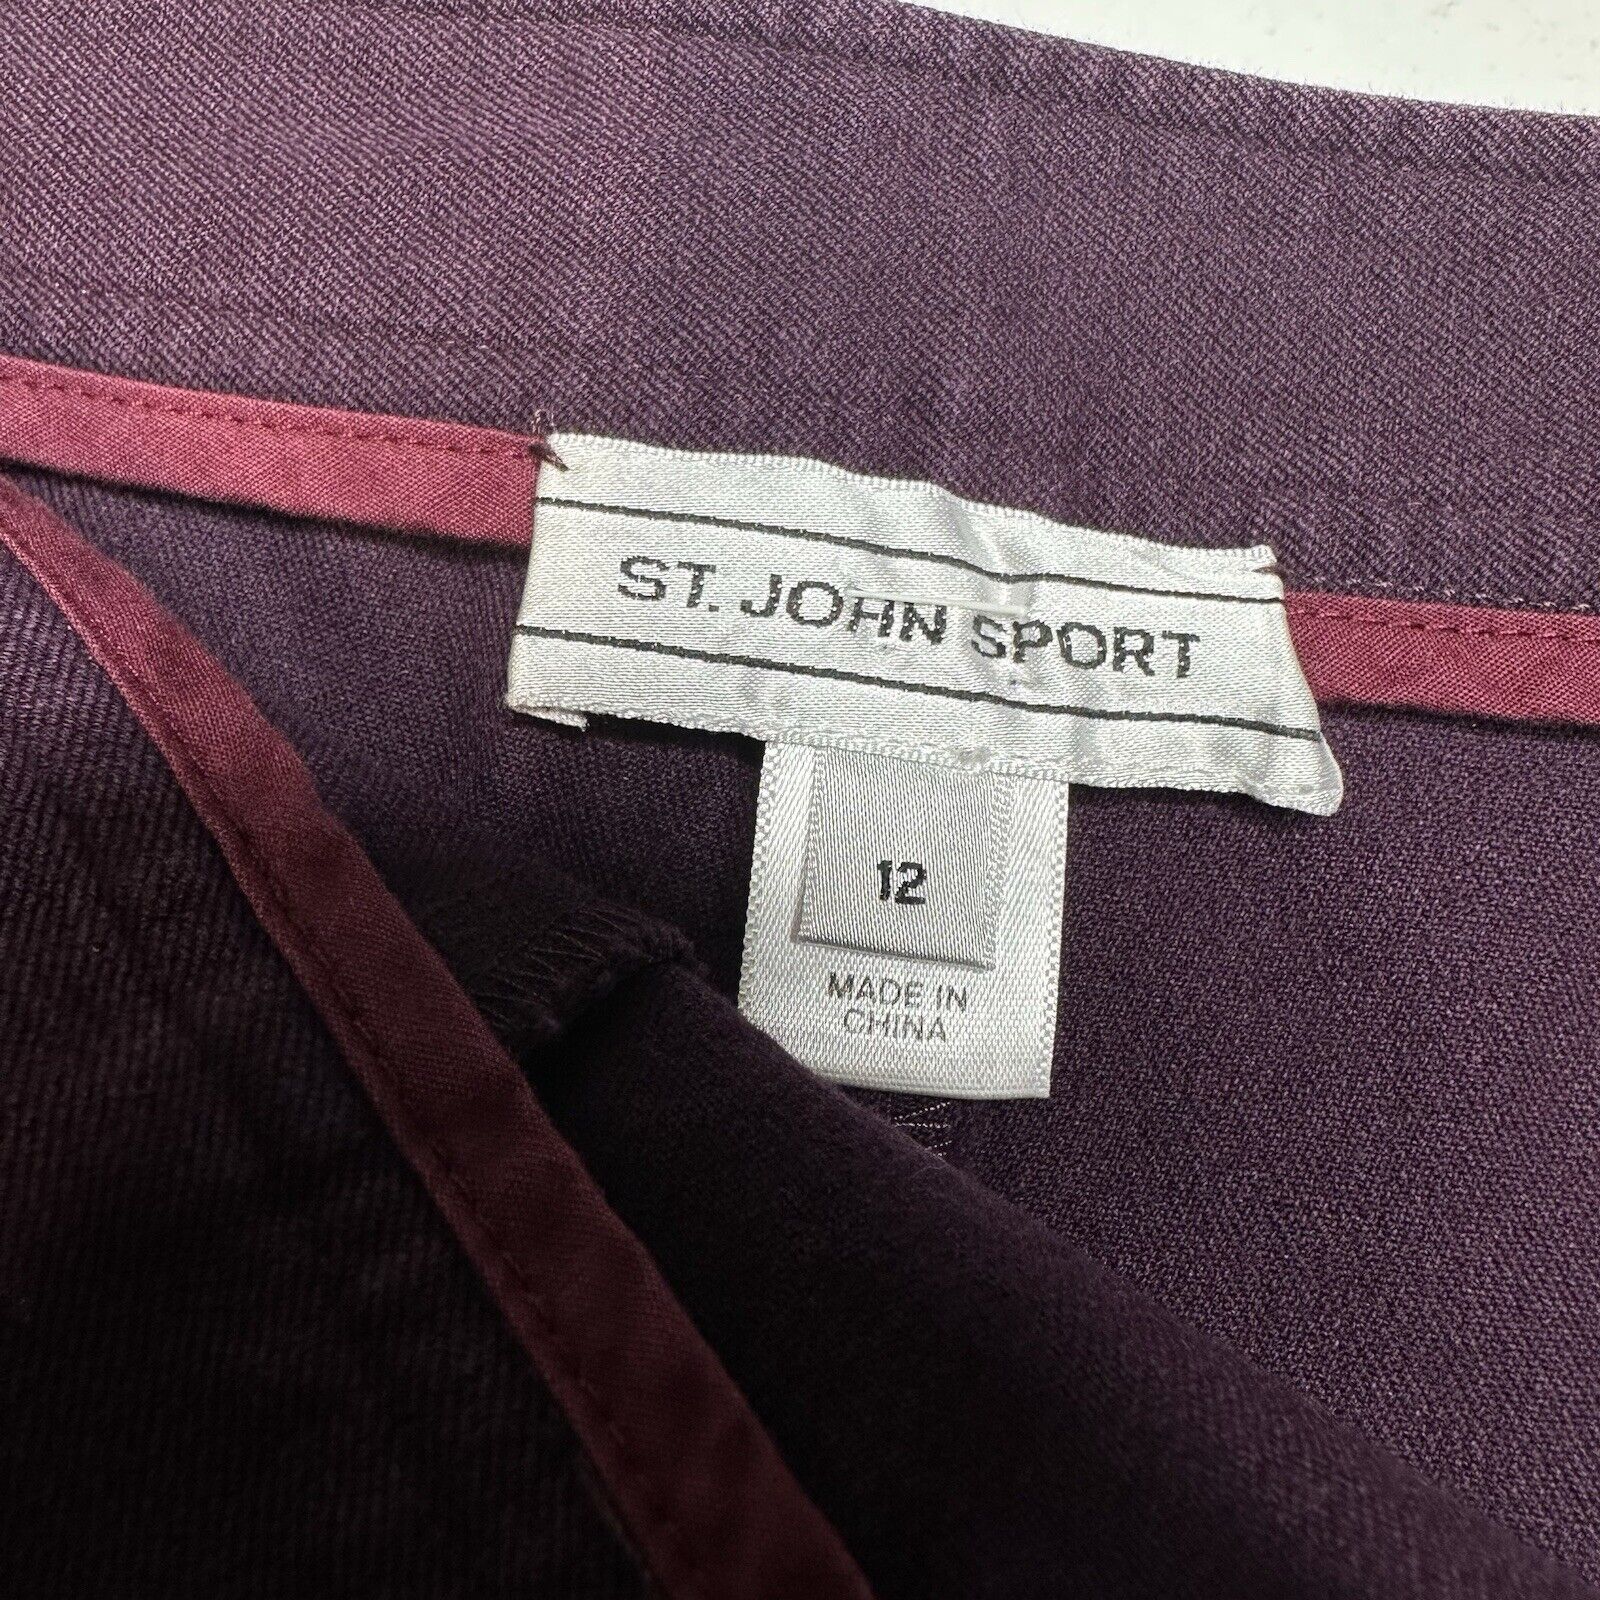 ST. JOHN SPORT
12
MADE IN
CHINA